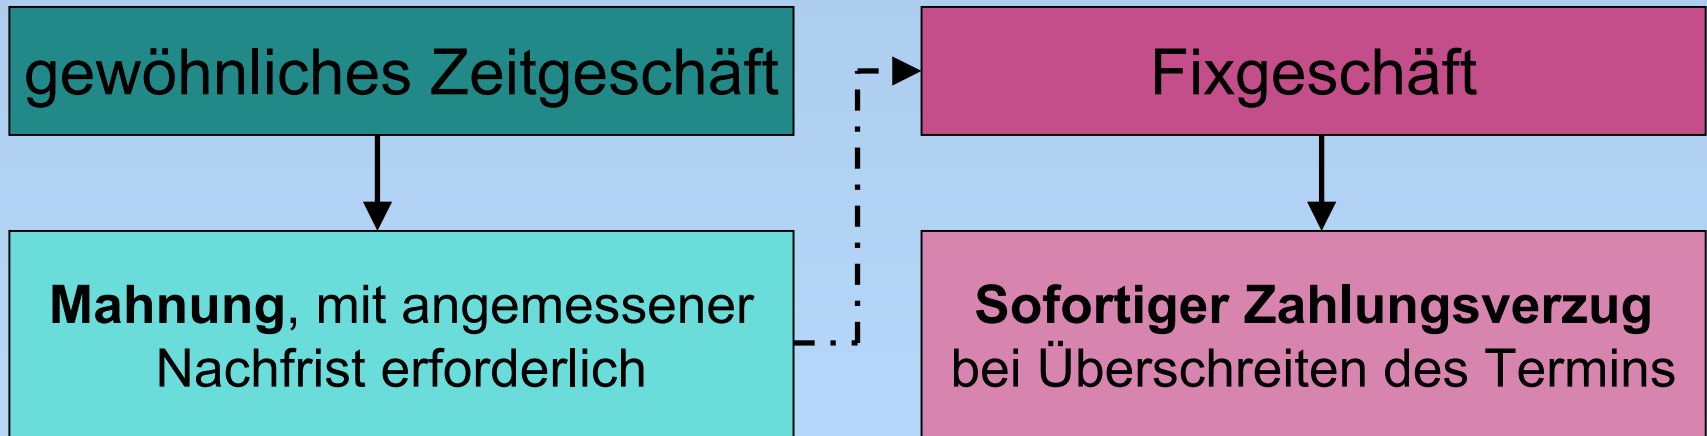 gewöhnliches Zeitgeschäft
Fixgeschäft
Mahnung, mit angemessener
Nachfrist erforderlich
Sofortiger Zahlungsverzug
bei Überschreiten des Termins